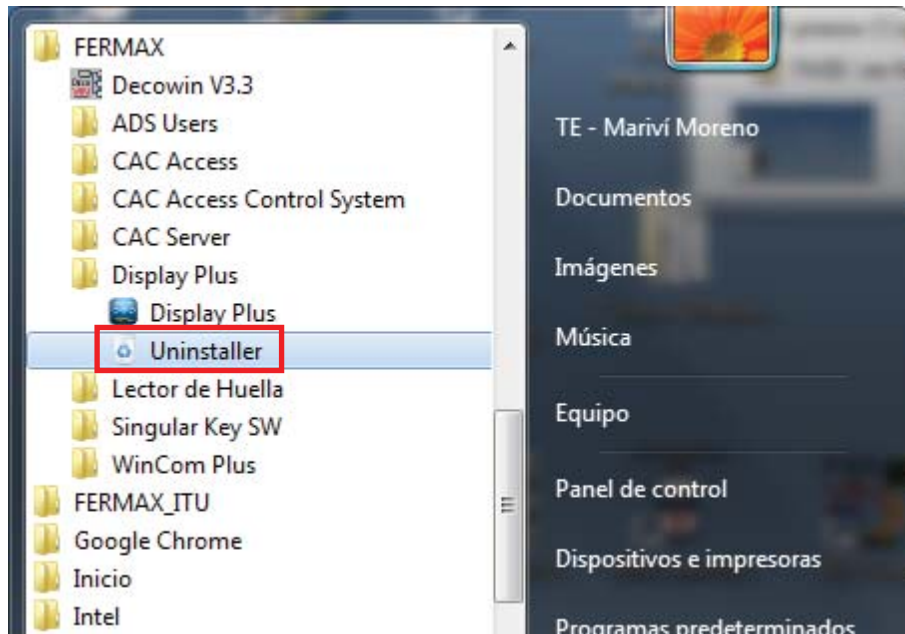 FERMAX
Decowin V3.3
ADS Users
CAC Access
CAC Access Control System
CAC Server
Display Plus
Display Plus
Uninstaller
Lector de Huella
Singular Key SW
WinCom Plus
FERMAX_ITU
Google Chrome
Inicio
Intel
TE - Mariví Moreno
Documentos
Imágenes
Música
Equipo
Panel de control
Dispositivos e impresoras
Programas predeterminados